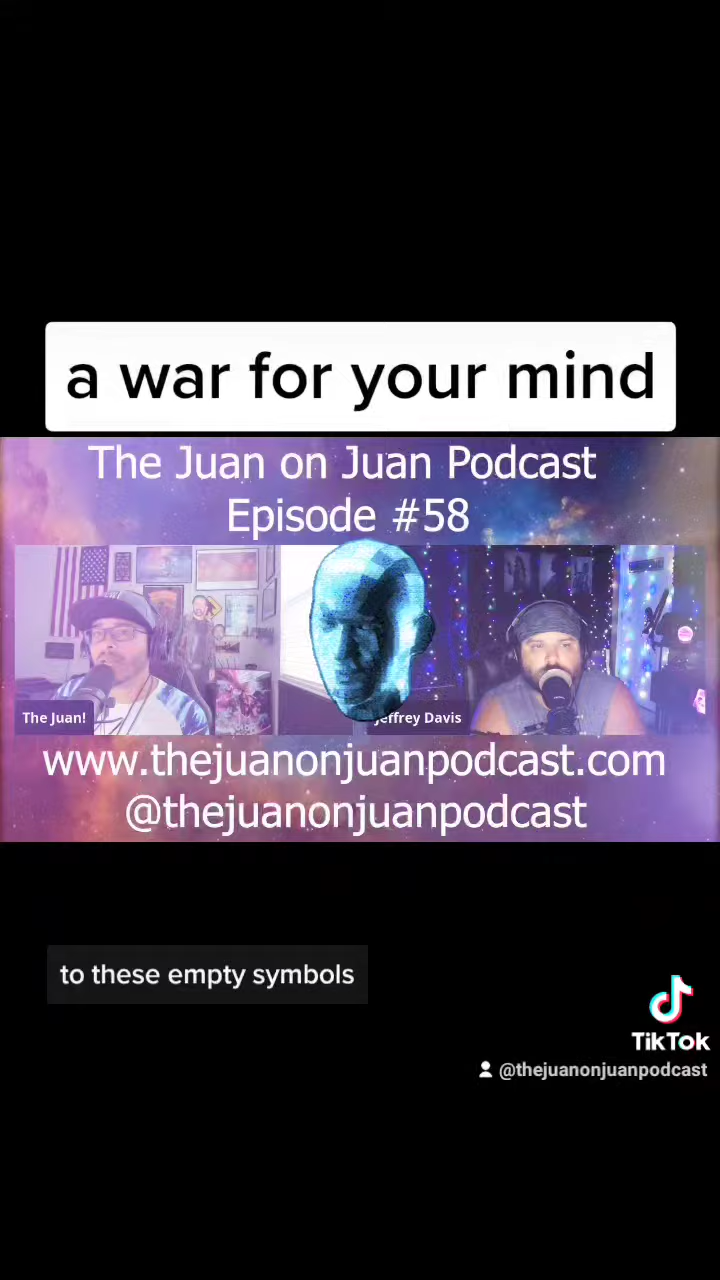 a war for your mind
The Juan on Juan Podcast
Episode #58
The Juan!
Jeffrey Davis
www.thejuanonjuanpodcast.com
@thejuanonjuanpodcast
to these empty symbols
TikTok
@thejuanonjuanpodcast